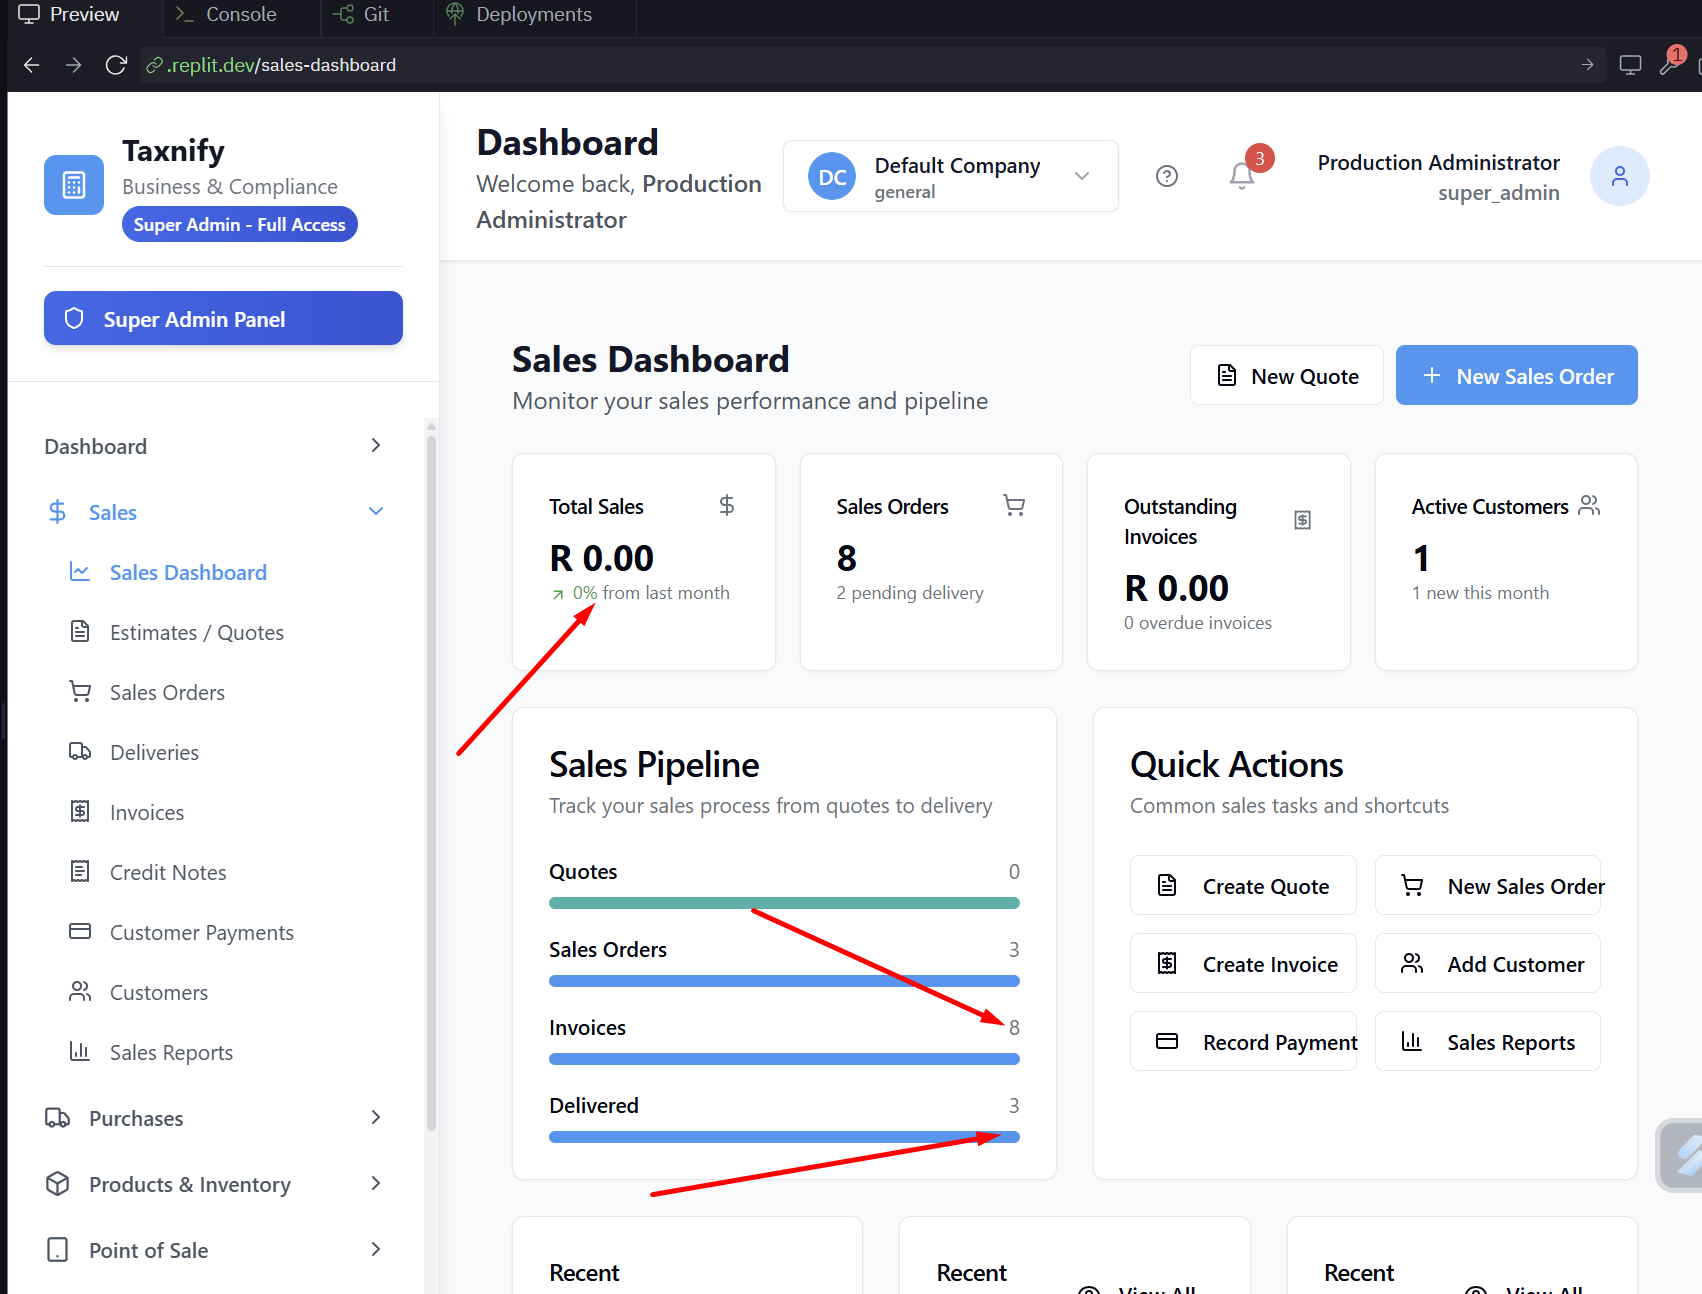 Preview
Console
Git
Deployments
.replit.dev/sales-dashboard
1
Taxnify
Business & Compliance
Super Admin - Full Access
Super Admin Panel
Dashboard
Sales
Sales Dashboard
Estimates / Quotes
Sales Orders
Deliveries
Invoices
Credit Notes
Customer Payments
Customers
Sales Reports
Purchases
Products & Inventory
Point of Sale
Dashboard
Welcome back, Production
Administrator
DC
Default Company
general
3
Production Administrator
super_admin
Sales Dashboard
Monitor your sales performance and pipeline
New Quote
New Sales Order
Total Sales
R 0.00
0% from last month
Sales Orders
8
2 pending delivery
Outstanding
Invoices
R 0.00
0 overdue invoices
Active Customers
1
1 new this month
Sales Pipeline
Track your sales process from quotes to delivery
Quotes 0
Sales Orders 3
Invoices 8
Delivered 3
Quick Actions
Common sales tasks and shortcuts
Create Quote
New Sales Order
Create Invoice
Add Customer
Record Payment
Sales Reports
Recent
Recent
View All
Recent
View All